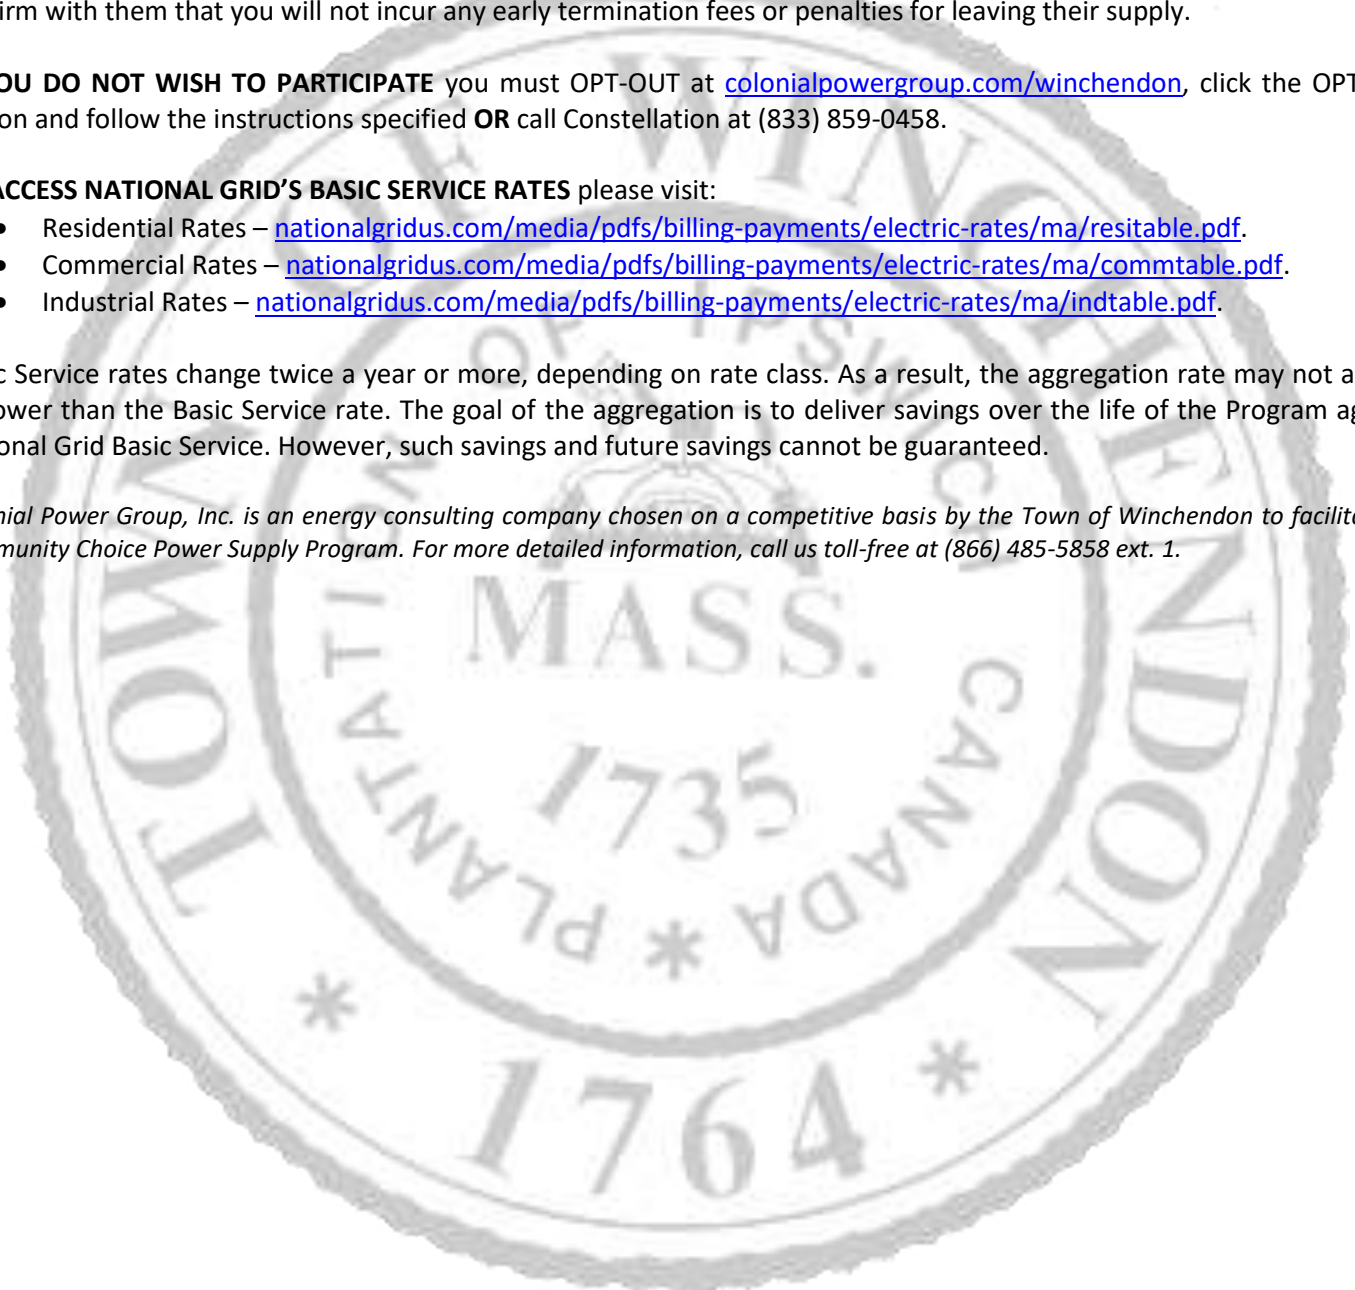 irm with them that you will not incur any early termination fees or penalties for leaving their supply.
OU DO NOT WISH TO PARTICIPATE you must OPT-OUT at colonialpowergroup.com/winchendon, click the OPT
on and follow the instructions specified OR call Constellation at (833) 859-0458.
ACCESS NATIONAL GRID’S BASIC SERVICE RATES please visit:
• Residential Rates – nationalgridus.com/media/pdfs/billing-payments/electric-rates/ma/resitable.pdf.
• Commercial Rates – nationalgridus.com/media/pdfs/billing-payments/electric-rates/ma/commtable.pdf.
• Industrial Rates – nationalgridus.com/media/pdfs/billing-payments/electric-rates/ma/indtable.pdf.
c Service rates change twice a year or more, depending on rate class. As a result, the aggregation rate may not a
ower than the Basic Service rate. The goal of the aggregation is to deliver savings over the life of the Program ag
onal Grid Basic Service. However, such savings and future savings cannot be guaranteed.
nial Power Group, Inc. is an energy consulting company chosen on a competitive basis by the Town of Winchendon to facilita
munity Choice Power Supply Program. For more detailed information, call us toll-free at (866) 485-5858 ext. 1.
TOWN OF WINCHENDON
PLANTATION OF IPSWICH CANADA *
MASS.
1735
* 1764 *